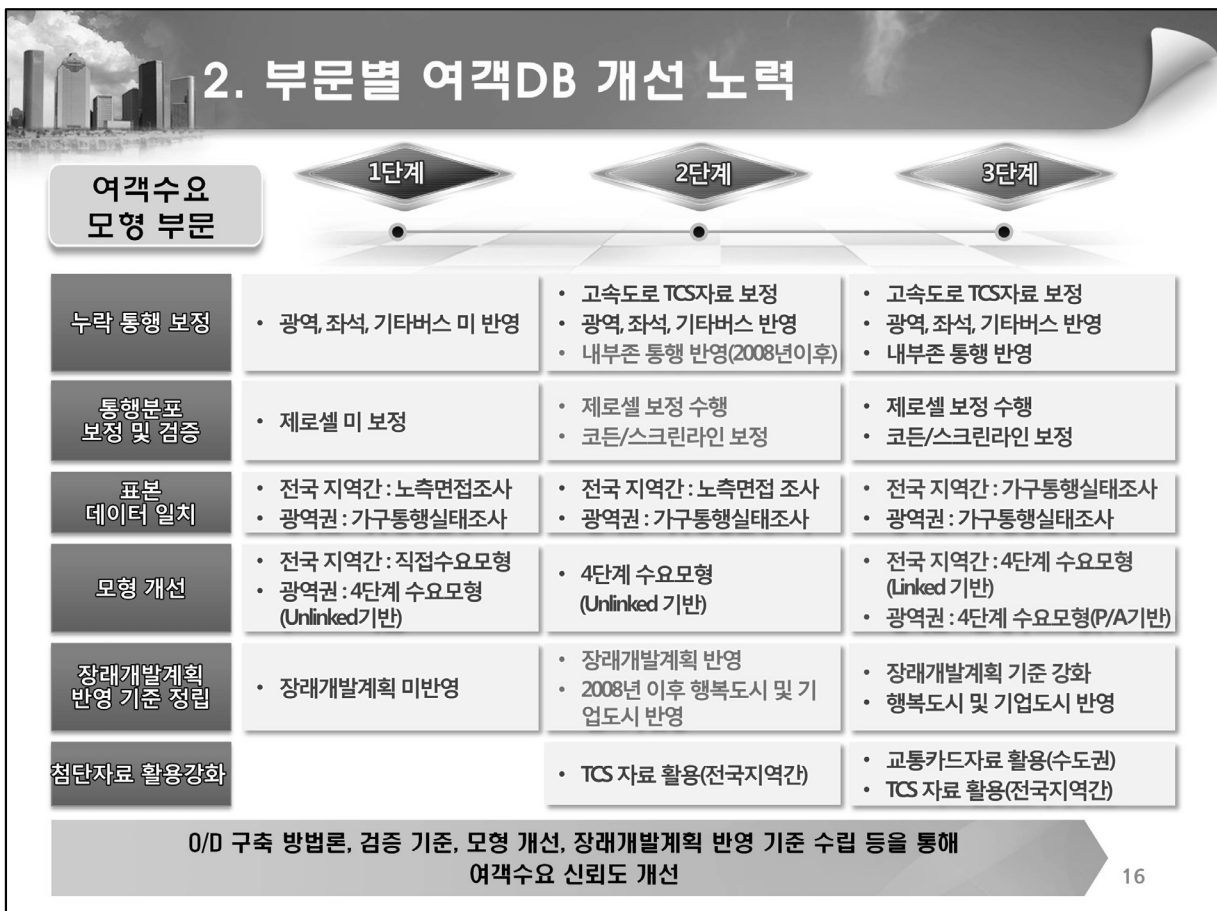 2. 부문별 여객DB 개선 노력
여객수요
모형 부문
1단계
2단계
3단계
누락 통행 보정
• 광역, 좌석, 기타버스 미 반영
• 고속도로 TCS자료 보정
• 광역, 좌석, 기타버스 반영
• 내부존 통행 반영(2008년이후)
• 고속도로 TCS자료 보정
• 광역, 좌석, 기타버스 반영
• 내부존 통행 반영
통행분포
보정 및 검증
• 제로셀 미 보정
• 제로셀 보정 수행
• 코든/스크린라인 보정
• 제로셀 보정 수행
• 코든/스크린라인 보정
표본
데이터 일치
• 전국 지역간 : 노측면접조사
• 광역권 : 가구통행실태조사
• 전국 지역간 : 노측면접 조사
• 광역권 : 가구통행실태조사
• 전국 지역간 : 가구통행실태조사
• 광역권 : 가구통행실태조사
모형 개선
• 전국 지역간 : 직접수요모형
• 광역권 : 4단계 수요모형
(Unlinked기반)
• 4단계 수요모형
(Unlinked 기반)
• 전국 지역간 : 4단계 수요모형
(Linked 기반)
• 광역권 : 4단계 수요모형(P/A기반)
장래개발계획
반영 기준 정립
• 장래개발계획 미반영
• 장래개발계획 반영
• 2008년 이후 행복도시 및 기
업도시 반영
• 장래개발계획 기준 강화
• 행복도시 및 기업도시 반영
첨단자료 활용강화
• TCS 자료 활용(전국지역간)
• 교통카드자료 활용(수도권)
• TCS 자료 활용(전국지역간)
O/D 구축 방법론, 검증 기준, 모형 개선, 장래개발계획 반영 기준 수립 등을 통해
여객수요 신뢰도 개선
16